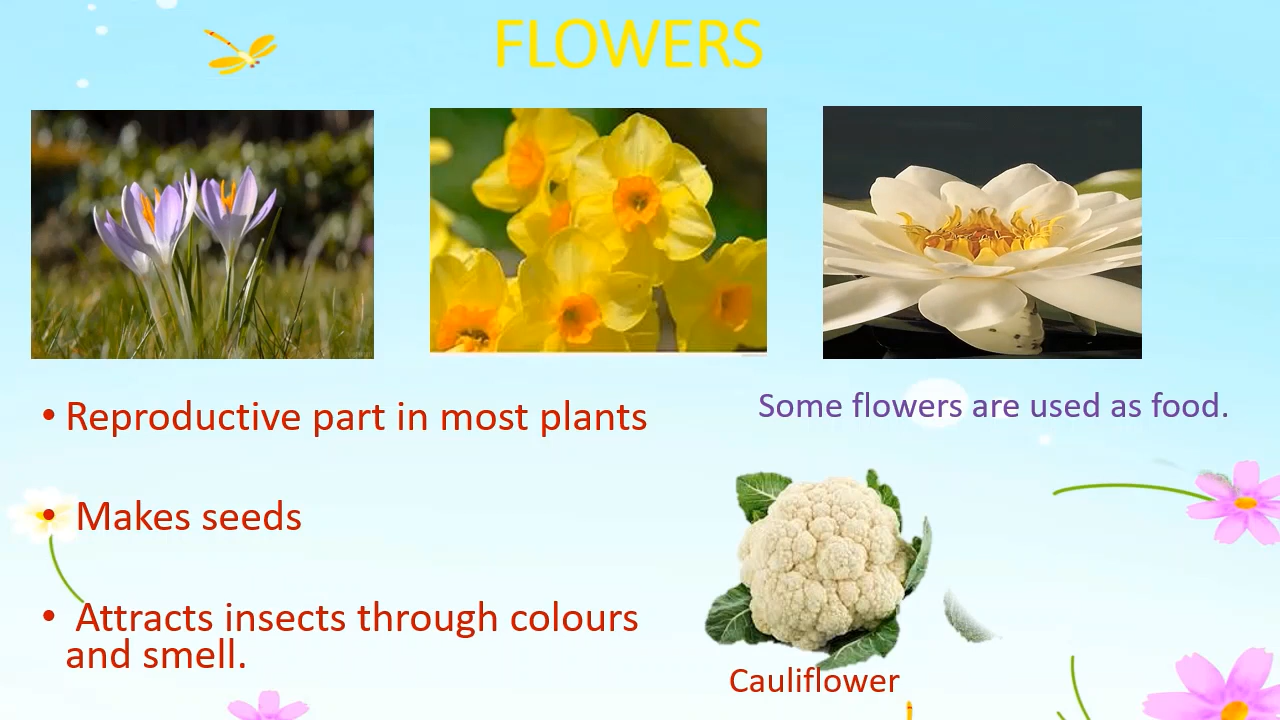 FLOWERS
• Reproductive part in most plants
Some flowers are used as food.
• Makes seeds
• Attracts insects through colours
and smell.
Cauliflower